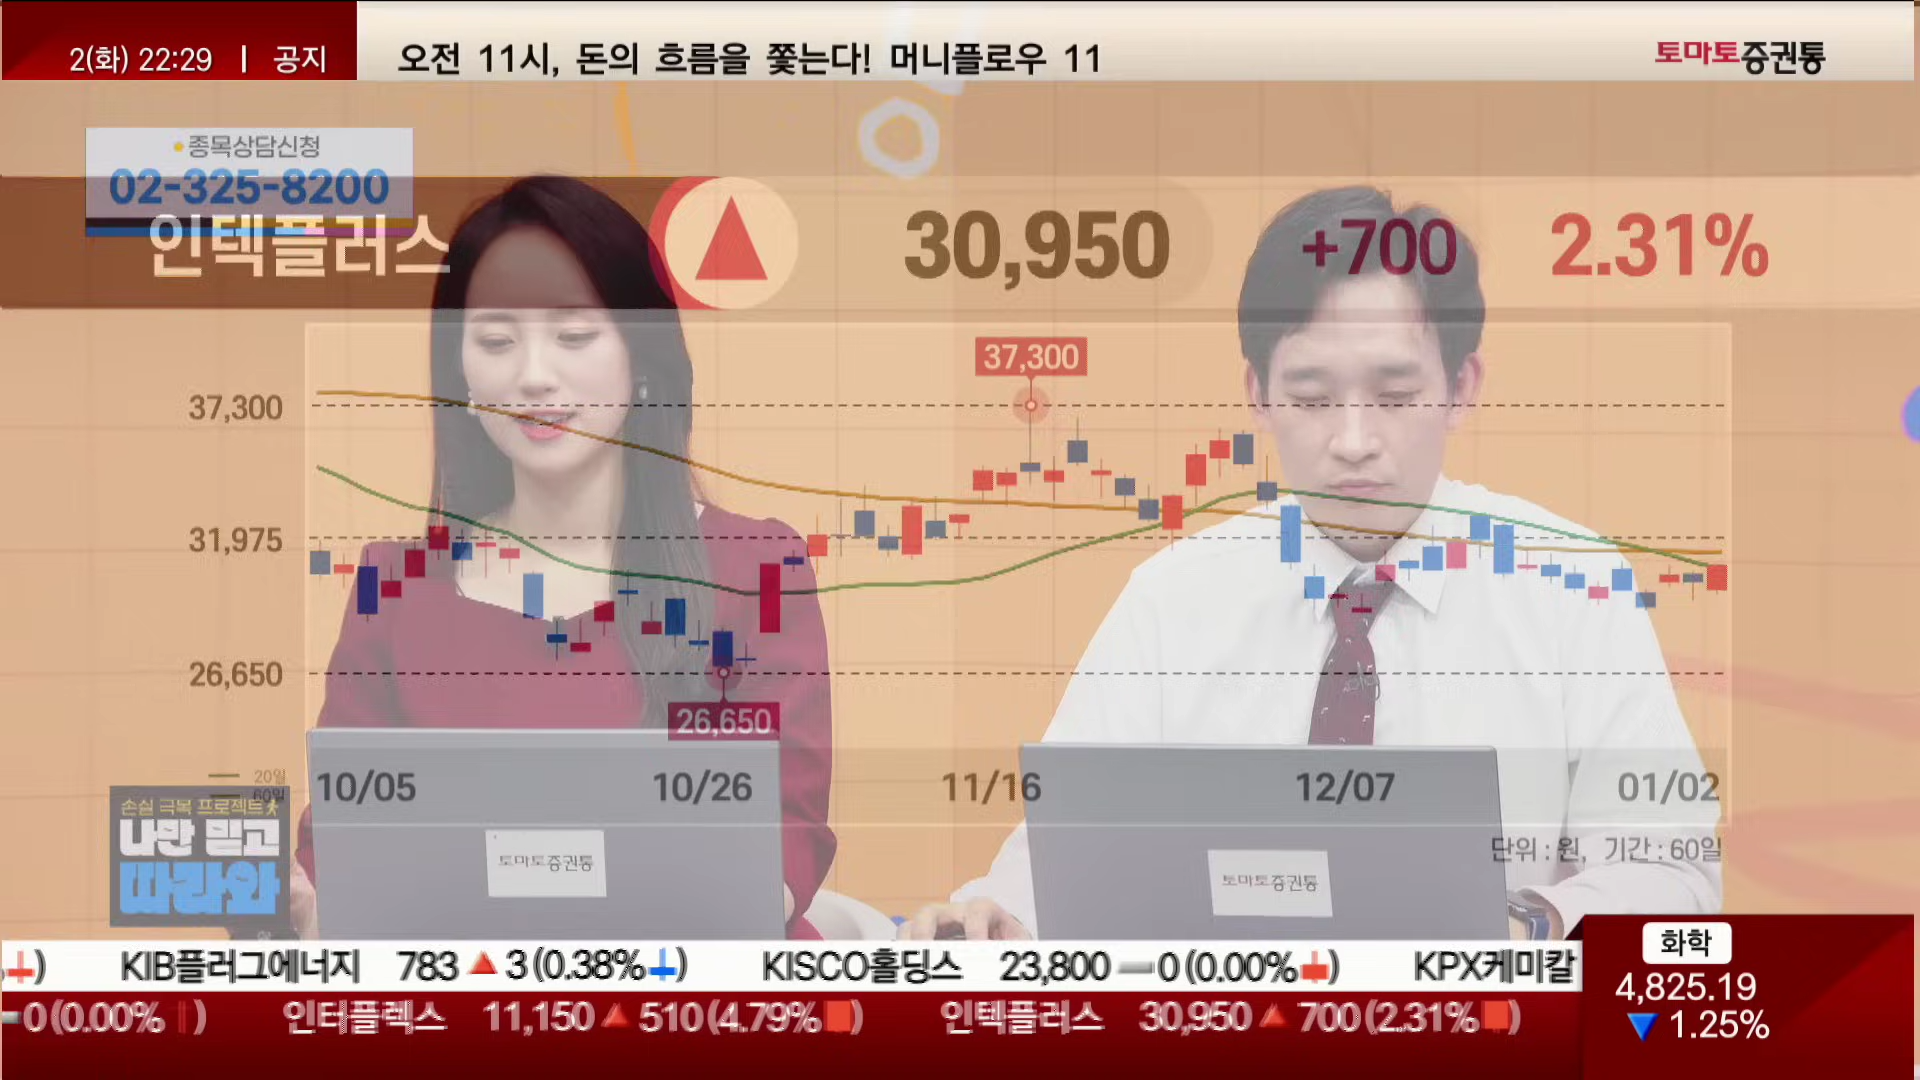 2(화) 22:29 | 공지
오전 11시, 돈의 흐름을 쫓는다! 머니플로우 11
토마토증권통
종목상담신청
02-325-8200
인텍플러스 ▲ 30,950 +700 2.31%
37,300
37,300
31,975
26,650
26,650
20일
60일
10/05 10/26 11/16 12/07 01/02
단위 : 원, 기간 : 60일
손실 극복 프로젝트
나만 믿고
따라와
토마토증권통
토마토증권통
) KIB플러그에너지 783 ▲ 3 (0.38% ) KISCO홀딩스 23,800 0 (0.00% ) KPX케미칼
0 (0.00% ) 인터플렉스 11,150 ▲ 510 (4.79% ) 인텍플러스 30,950 ▲ 700 (2.31% )
화학
4,825.19
▼ 1.25%